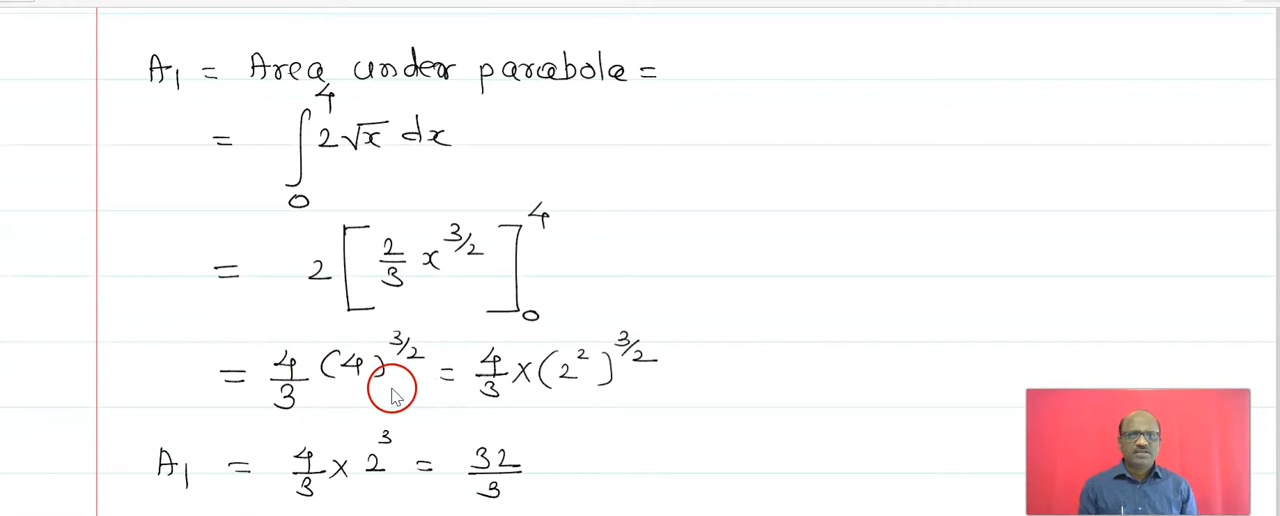 A₁ = Area under parabola =
= ∫₀⁴ 2√x dx
= 2 [ 2/3 x^(3/2) ]₀⁴
= 4/3 (4)^(3/2) = 4/3 × (2²)^(3/2)
A₁ = 4/3 × 2³ = 32/3